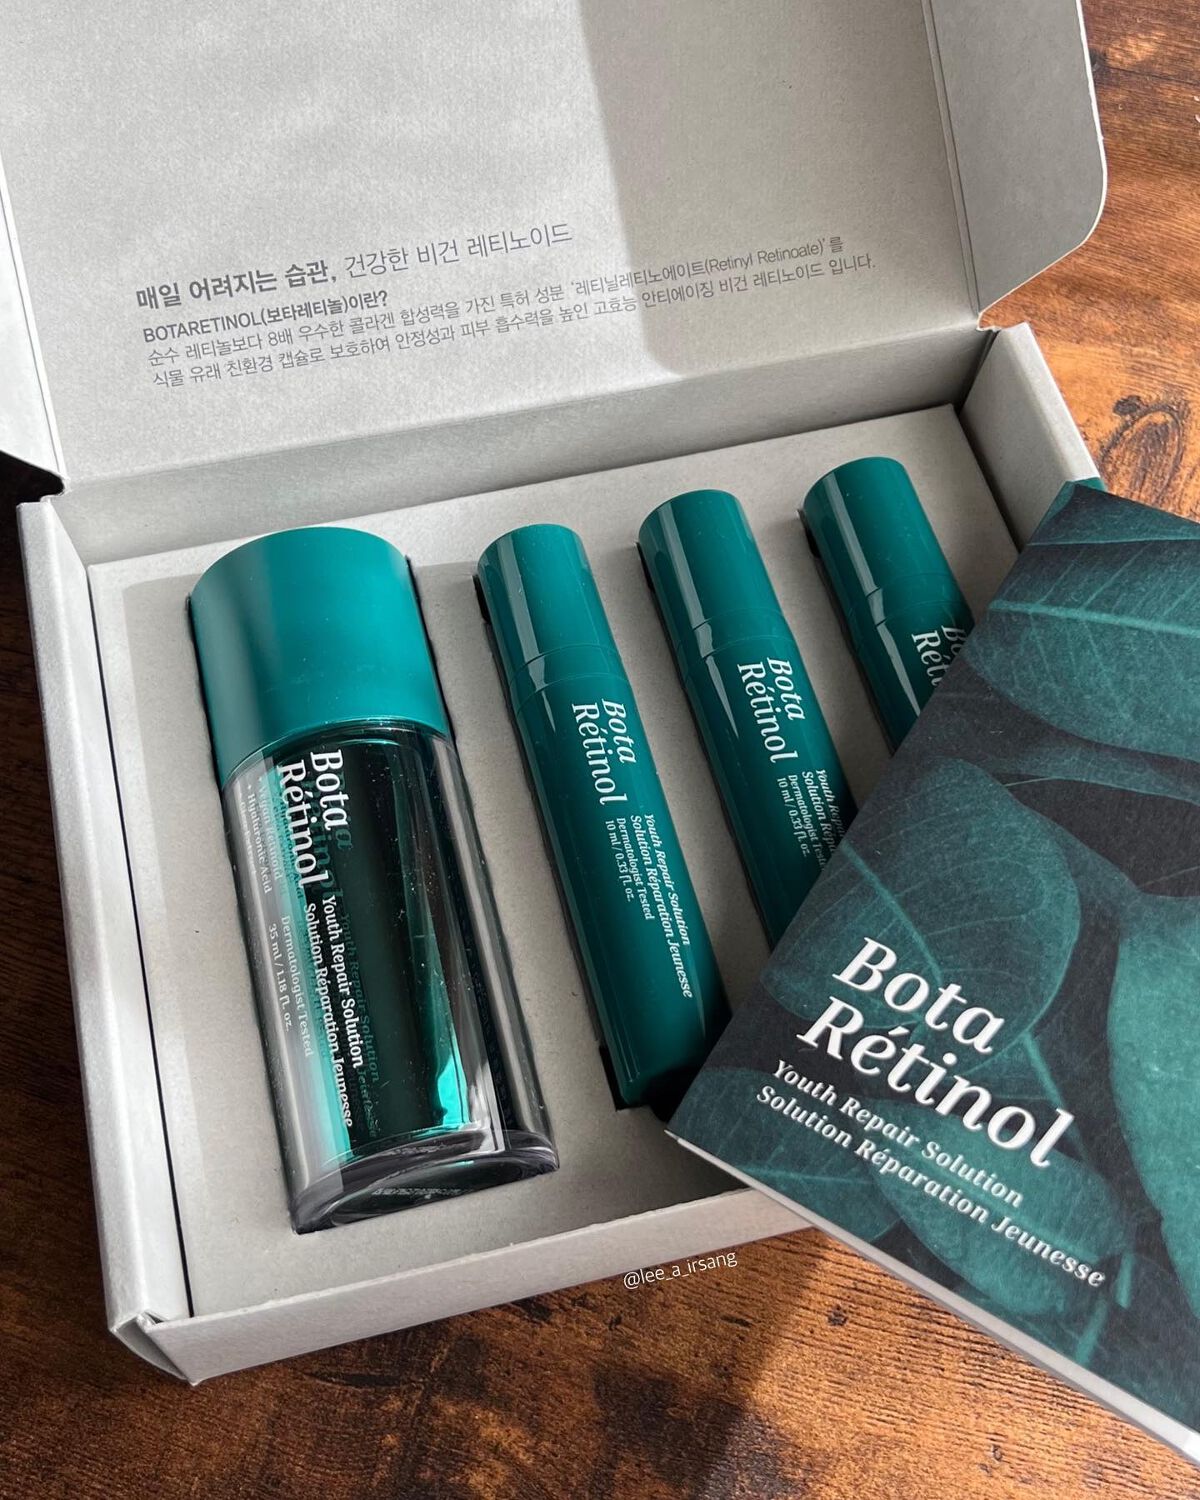 매일 어려지는 습관, 건강한 비건 레티노이드
BOTARETINOL(보타레티놀)이란?
순수 레티놀보다 8배 우수한 콜라겐 합성력을 가진 특허 성분 '레티닐레티노에이트(Retinyl Retinoate)'를
식물 유래 친환경 캡슐로 보호하여 안정성과 피부 흡수력을 높인 고효능 안티에이징 비건 레티노이드 입니다.
Bota
Rétinol
Youth Repair Solution
Solution Réparation Jeunesse
Dermatologist Tested
35 ml / 1.18 fl. oz.
+ Hyaluronic Acid
Bota
Rétinol
Youth Repair Solution
Solution Réparation Jeunesse
Dermatologist Tested
10 ml / 0.33 fl. oz.
Bota
Rétinol
Youth Repair
Solution
Dermatologist
10 ml / 0.33 fl. oz.
Bota
Bota
Rétinol
Youth Repair Solution
Solution Réparation Jeunesse
@lee_a_irsang